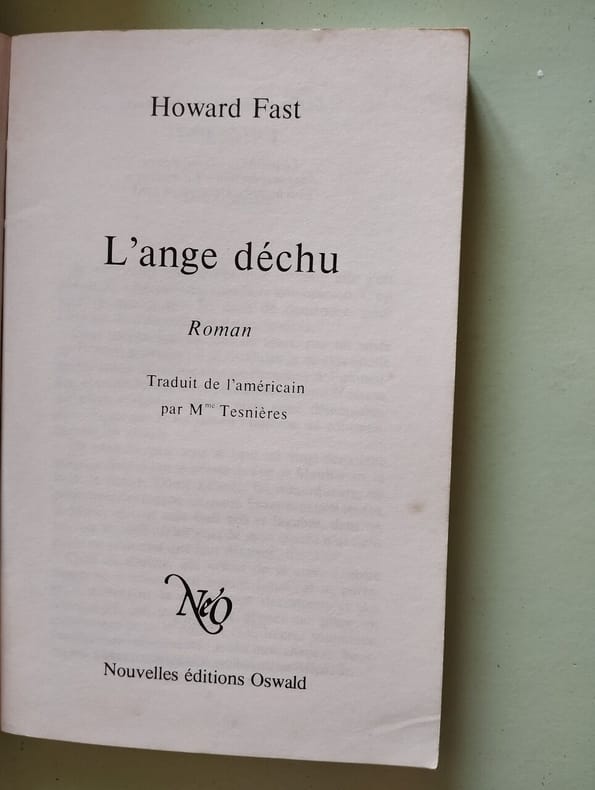 Howard Fast
L'ange déchu
Roman
Traduit de l'américain
par Mme Tesnières
NéO
Nouvelles éditions Oswald